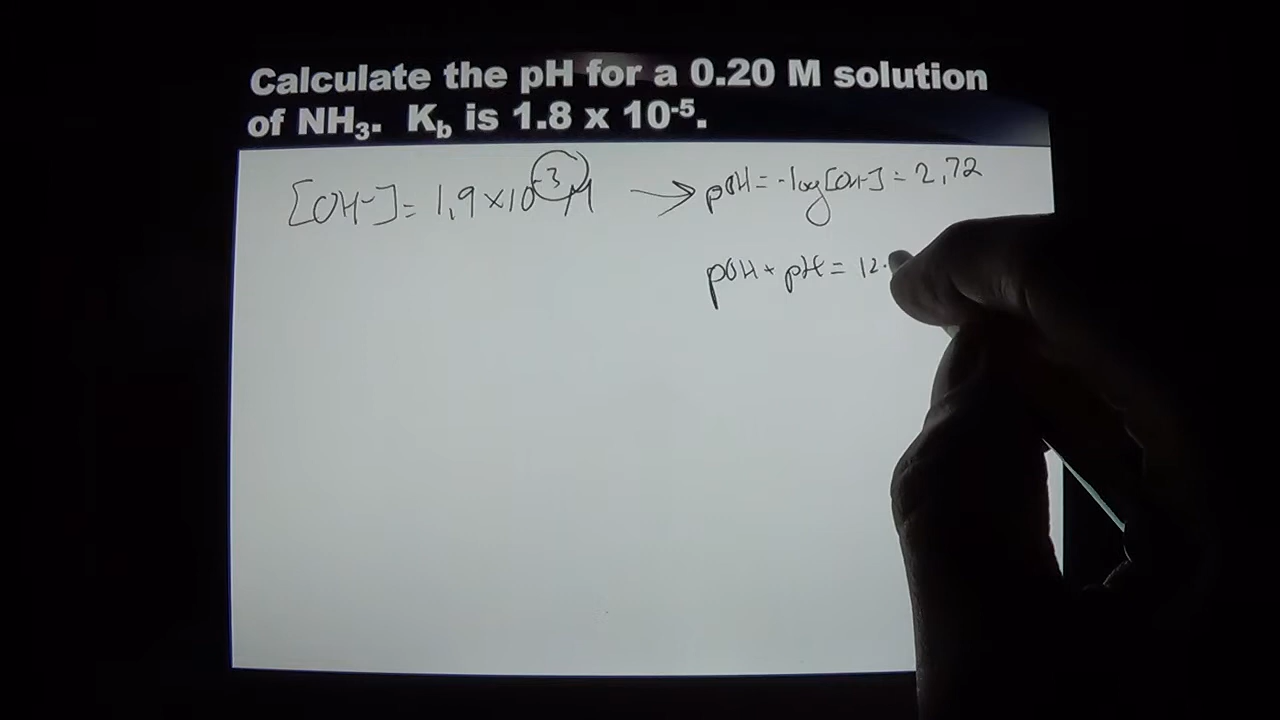 Calculate the pH for a 0.20 M solution
of NH₃. K_b is 1.8 x 10⁻⁵.
[OH⁻] = 1,9 × 10⁻³ M → pOH = -log[OH⁻] = 2,72
pOH + pH = 12.